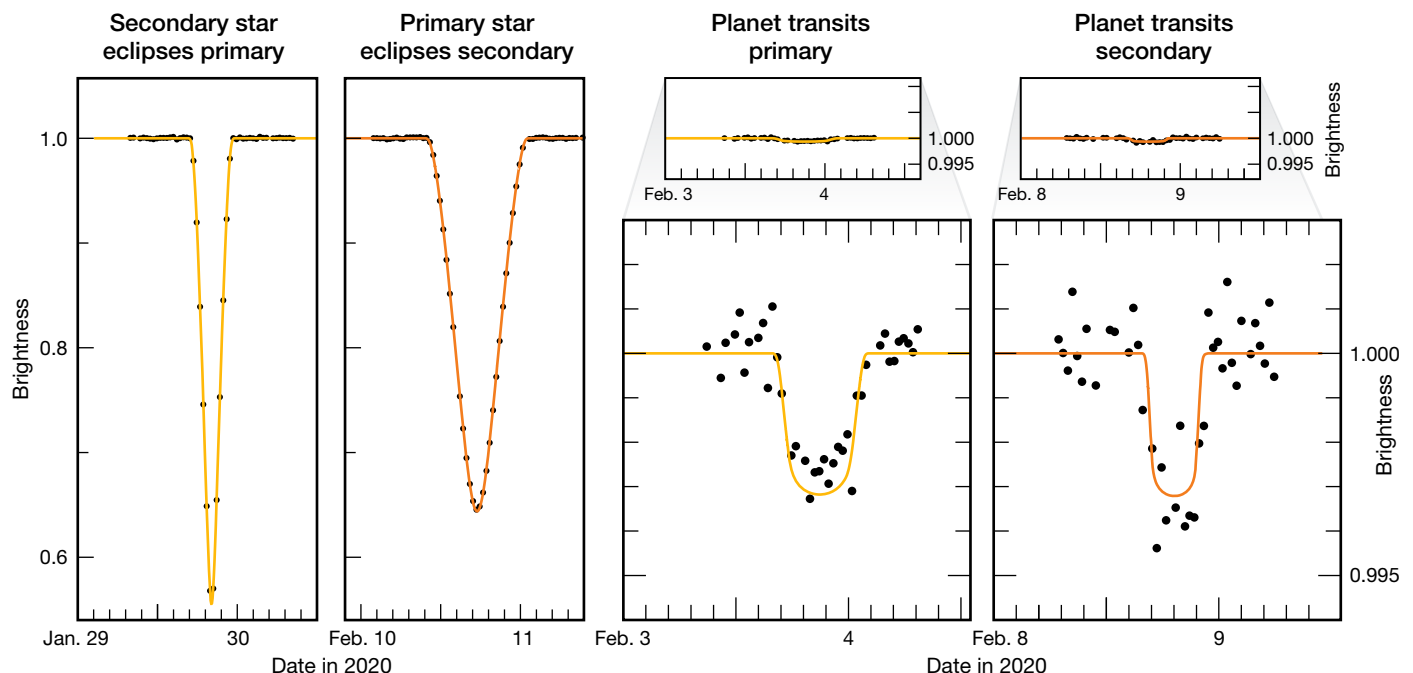 Secondary star
eclipses primary
Primary star
eclipses secondary
Planet transits
primary
Planet transits
secondary
Brightness
1.0
0.8
0.6
Jan. 29
30
Feb. 10
11
Date in 2020
1.000
0.995
Feb. 3
4
1.000
0.995
Brightness
Feb. 8
9
Feb. 3
4
1.000
0.995
Brightness
Feb. 8
9
Date in 2020